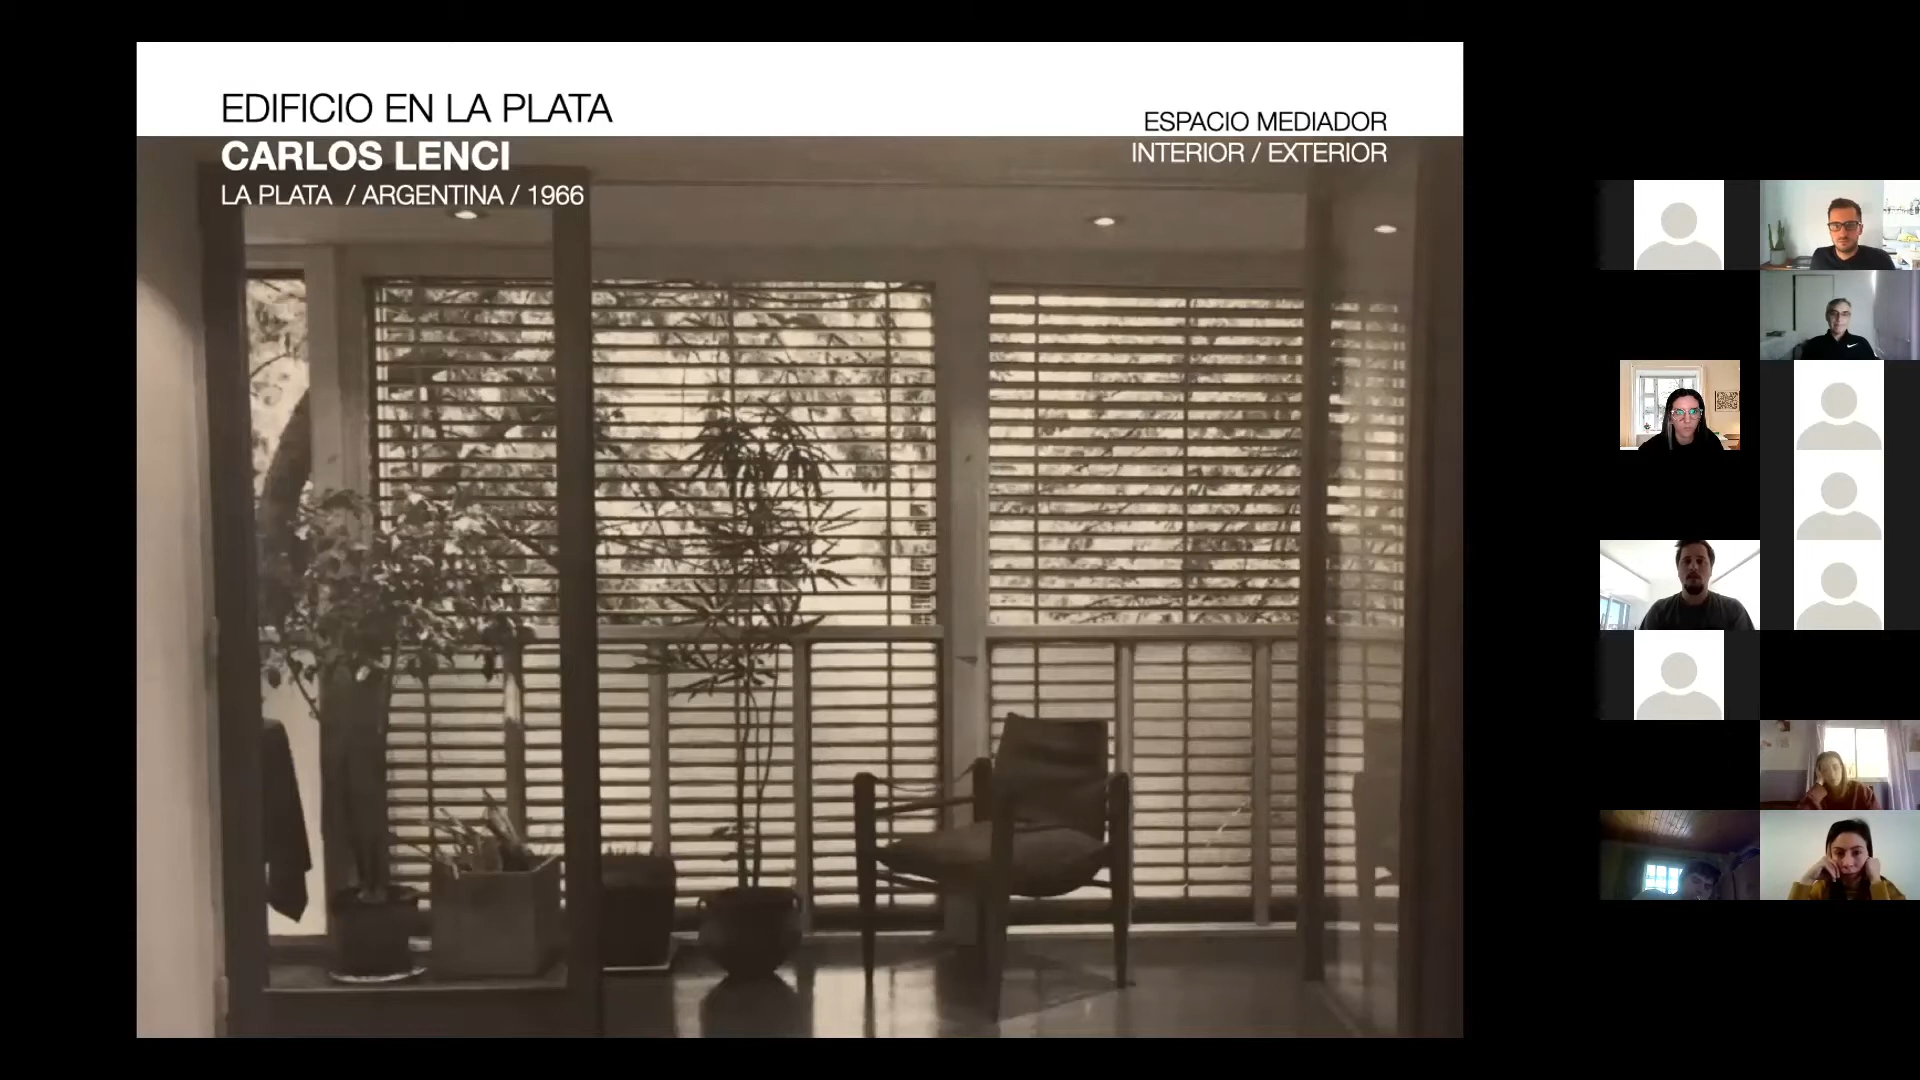 EDIFICIO EN LA PLATA
CARLOS LENCI
LA PLATA / ARGENTINA / 1966
ESPACIO MEDIADOR
INTERIOR / EXTERIOR